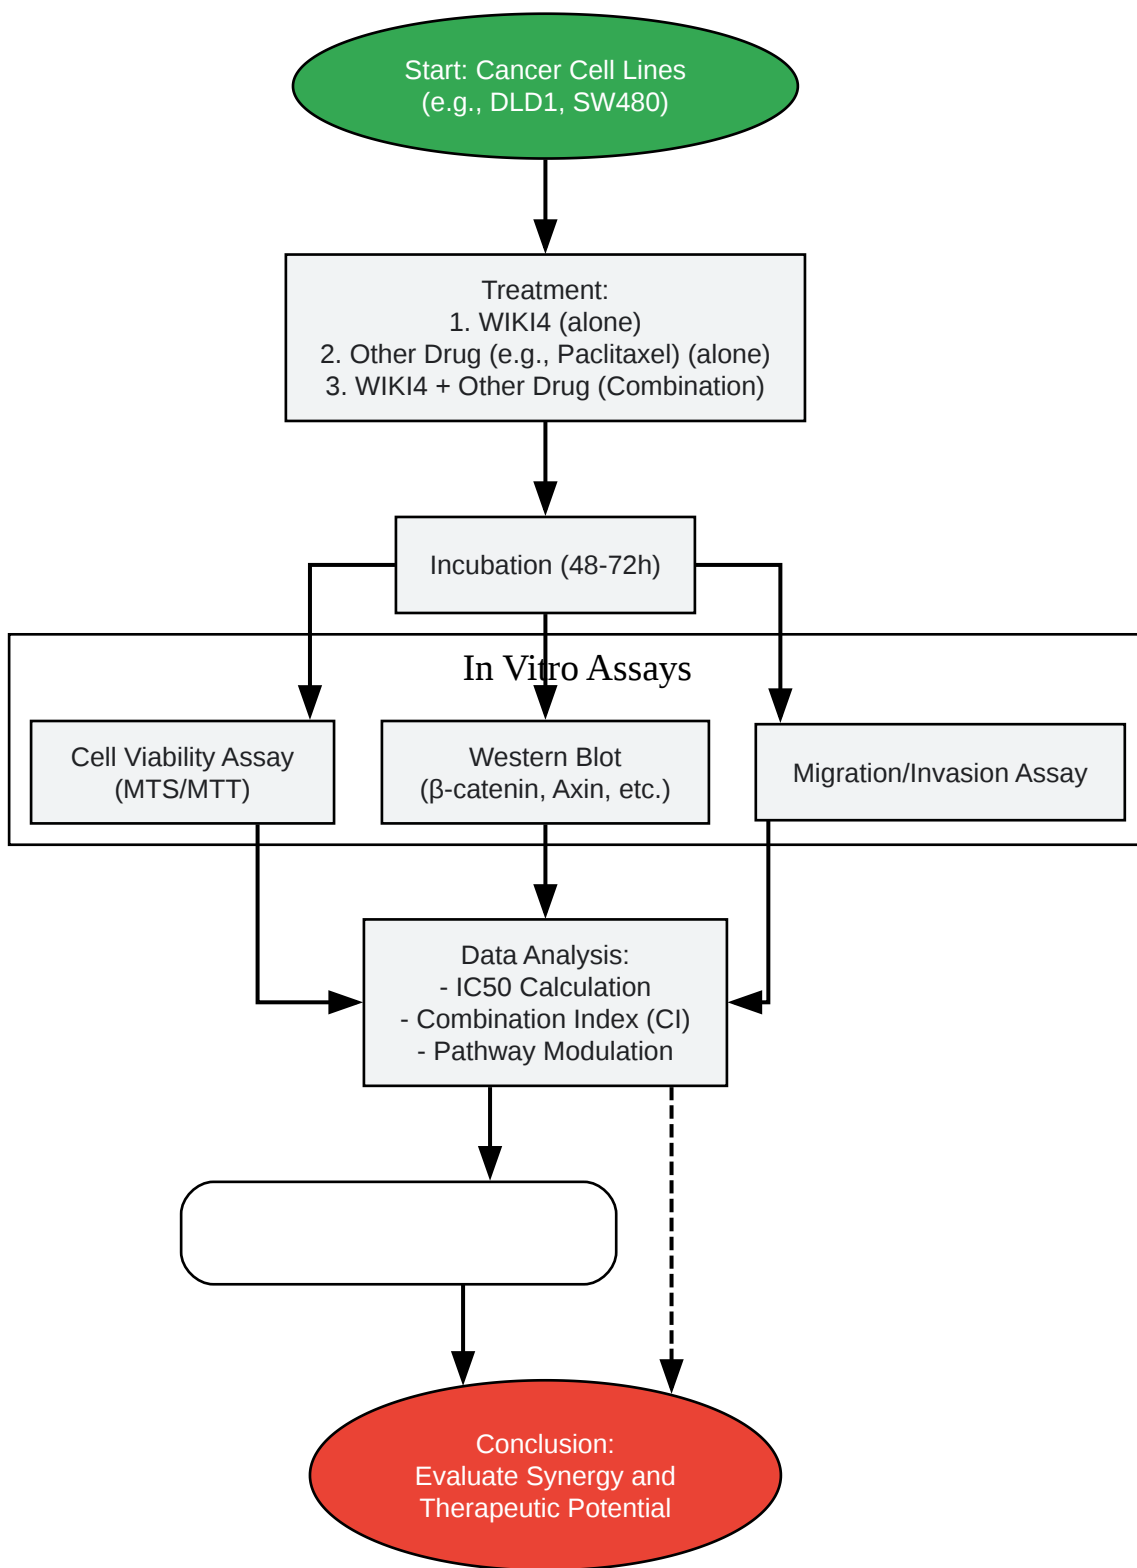 Start: Cancer Cell Lines
(e.g., DLD1, SW480)
Treatment:
1. WIKI4 (alone)
2. Other Drug (e.g., Paclitaxel) (alone)
3. WIKI4 + Other Drug (Combination)
Incubation (48-72h)
In Vitro Assays
Cell Viability Assay
(MTS/MTT)
Western Blot
(β-catenin, Axin, etc.)
Migration/Invasion Assay
Data Analysis:
- IC50 Calculation
- Combination Index (CI)
- Pathway Modulation
Conclusion:
Evaluate Synergy and
Therapeutic Potential